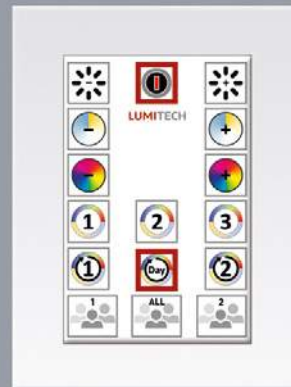 - +
LUMITECH
- +
- +
1 2 3
1 Day 2
1 ALL 2